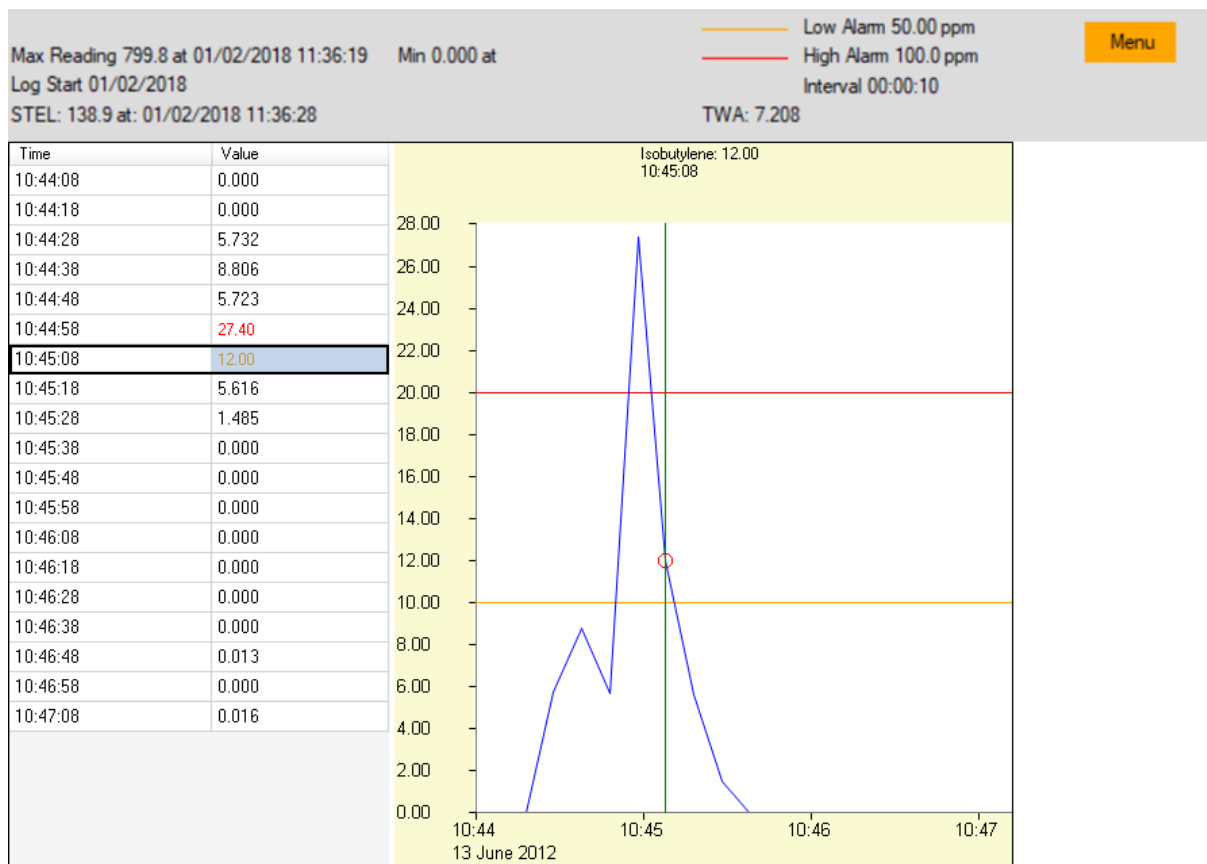 Max Reading 799.8 at 01/02/2018 11:36:19 Min 0.000 at
Log Start 01/02/2018
STEL: 138.9 at: 01/02/2018 11:36:28
Low Alarm 50.00 ppm
High Alarm 100.0 ppm
Interval 00:00:10
TWA: 7.208
Menu
Time Value
10:44:08 0.000
10:44:18 0.000
10:44:28 5.732
10:44:38 8.806
10:44:48 5.723
10:44:58 27.40
10:45:08 12.00
10:45:18 5.616
10:45:28 1.485
10:45:38 0.000
10:45:48 0.000
10:45:58 0.000
10:46:08 0.000
10:46:18 0.000
10:46:28 0.000
10:46:38 0.000
10:46:48 0.013
10:46:58 0.000
10:47:08 0.016
Isobutylene: 12.00
10:45:08
28.00
26.00
24.00
22.00
20.00
18.00
16.00
14.00
12.00
10.00
8.00
6.00
4.00
2.00
0.00
10:44 10:45 10:46 10:47
13 June 2012